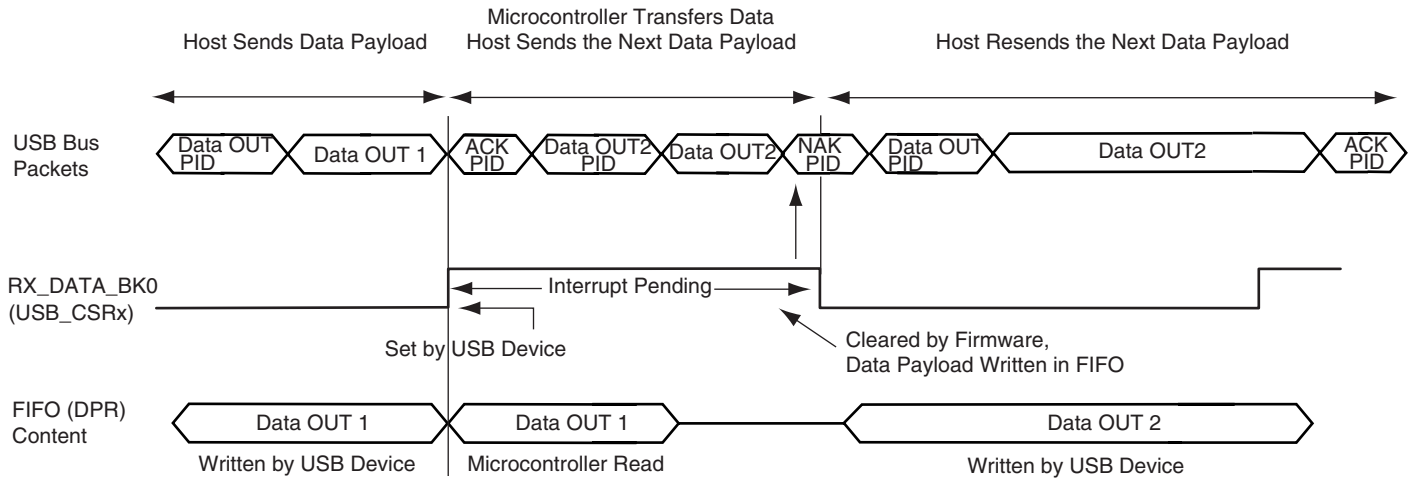 Microcontroller Transfers Data
Host Sends Data Payload
Host Sends the Next Data Payload
Host Resends the Next Data Payload
USB Bus
Packets
Data OUT
PID
Data OUT 1
ACK
PID
Data OUT2
PID
Data OUT2
NAK
PID
Data OUT
PID
Data OUT2
ACK
PID
RX_DATA_BK0
(USB_CSRx)
Interrupt Pending
Set by USB Device
Cleared by Firmware,
Data Payload Written in FIFO
FIFO (DPR)
Content
Data OUT 1
Data OUT 1
Data OUT 2
Written by USB Device
Microcontroller Read
Written by USB Device